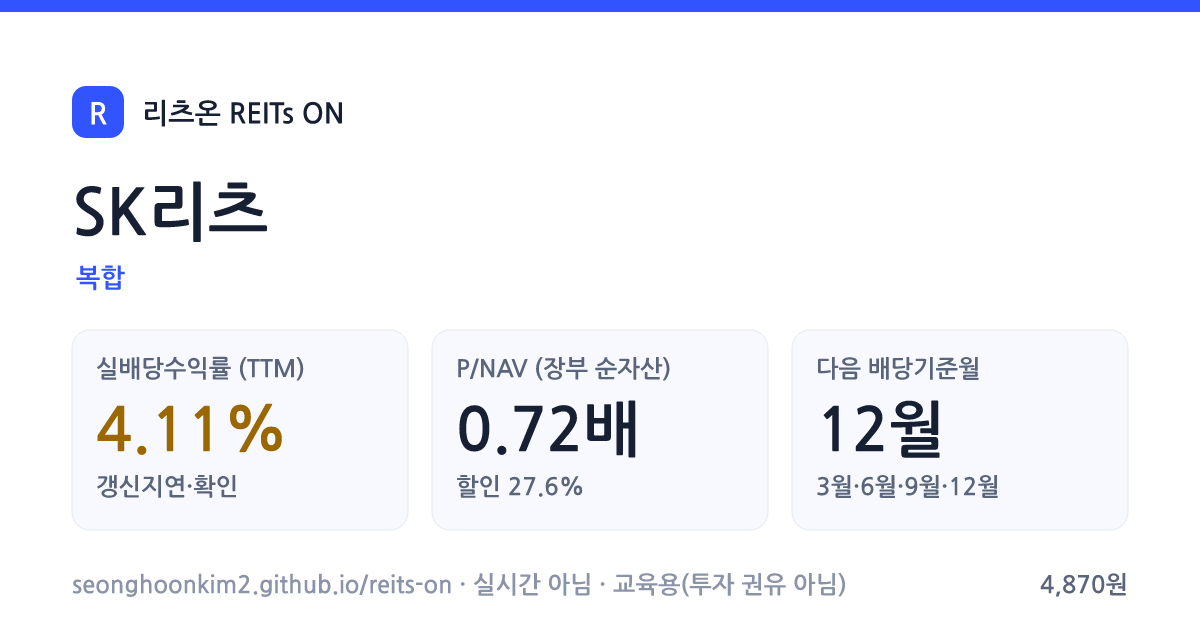 R 리츠온 REITs ON
SK리츠
복합
실배당수익률 (TTM)
4.11%
갱신지연·확인
P/NAV (장부 순자산)
0.72배
할인 27.6%
다음 배당기준월
12월
3월·6월·9월·12월
seonghoonkim2.github.io/reits-on · 실시간 아님 · 교육용(투자 권유 아님)
4,870원